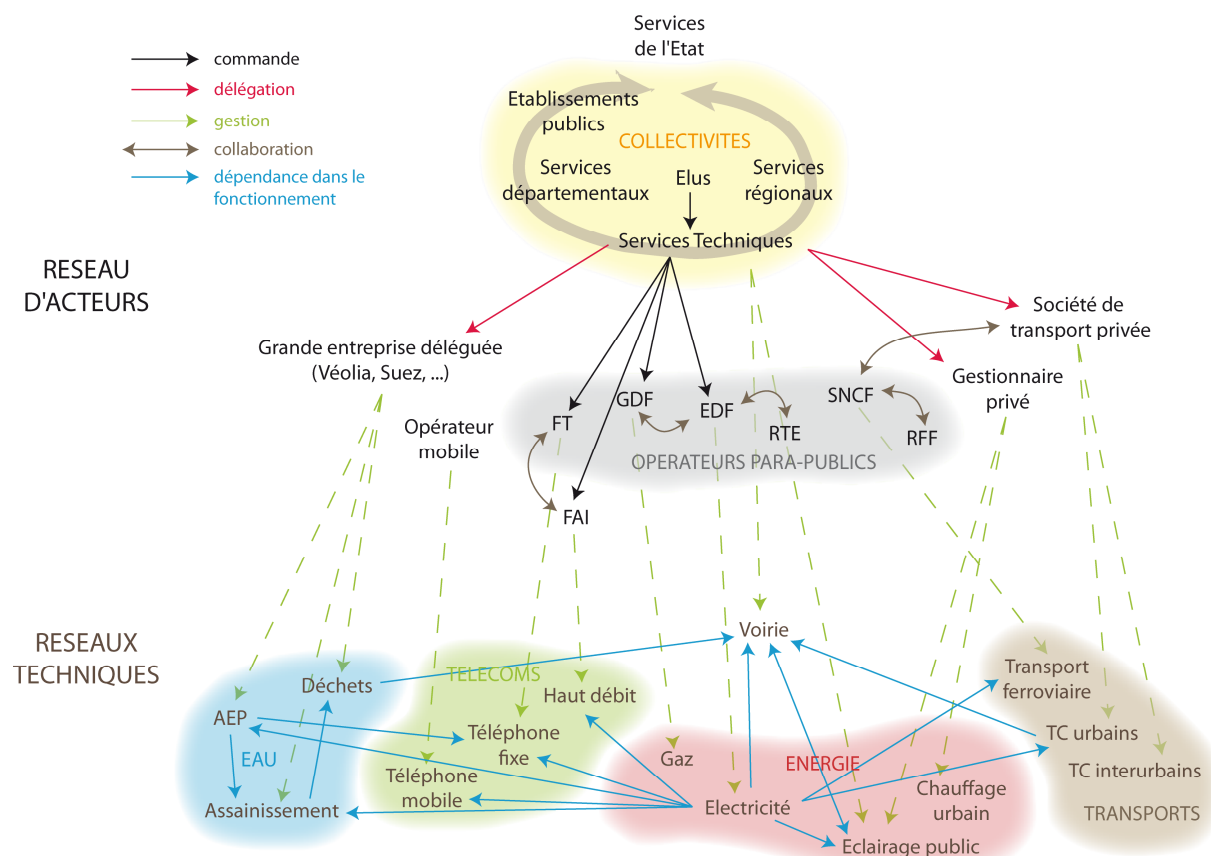 Services
de l'Etat
commande
délégation
gestion
collaboration
dépendance dans le
fonctionnement
Etablissements
publics
COLLECTIVITES
Services
départementaux
Elus
Services
régionaux
Services Techniques
RESEAU
D'ACTEURS
Grande entreprise déléguée
(Véolia, Suez, ...)
Société de
transport privée
Gestionnaire
privé
Opérateur
mobile
FT
GDF
EDF
RTE
SNCF
RFF
OPERATEURS PARA-PUBLICS
FAI
RESEAUX
TECHNIQUES
Voirie
Déchets
AEP
EAU
Assainissement
TELECOMS
Haut débit
Téléphone
fixe
Téléphone
mobile
Gaz
ENERGIE
Electricité
Chauffage
urbain
Eclairage public
Transport
ferroviaire
TC urbains
TC interurbains
TRANSPORTS